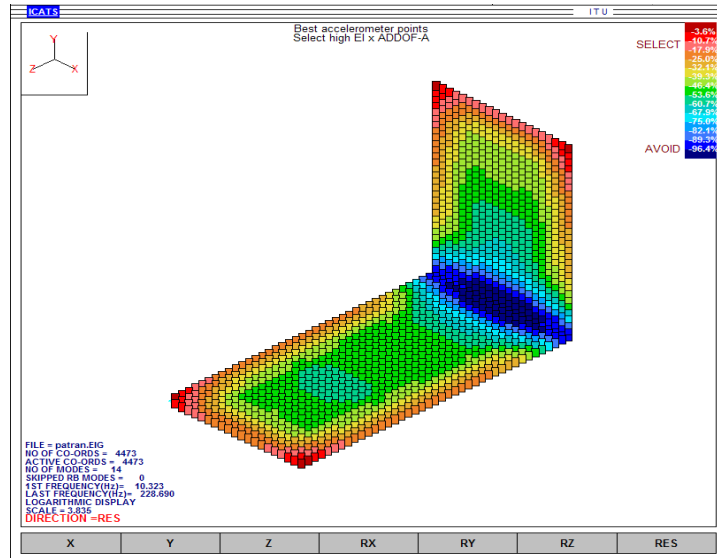 ICATS
ITU
Best accelerometer points
Select high EI x ADDOF-A
Y
Z
X
SELECT
-3.6%
-10.7%
-17.9%
-25.0%
-32.1%
-39.3%
-46.4%
-53.6%
-60.7%
-67.9%
-75.0%
-82.1%
-89.3%
-96.4%
AVOID
FILE = patran.EIG
NO OF CO-ORDS = 4473
ACTIVE CO-ORDS = 4473
NO OF MODES = 14
SKIPPED RB MODES = 0
1ST FREQUENCY(Hz)= 10.323
LAST FREQUENCY(Hz)= 228.690
LOGARITHMIC DISPLAY
SCALE = 3.835
DIRECTION =RES
X Y Z RX RY RZ RES